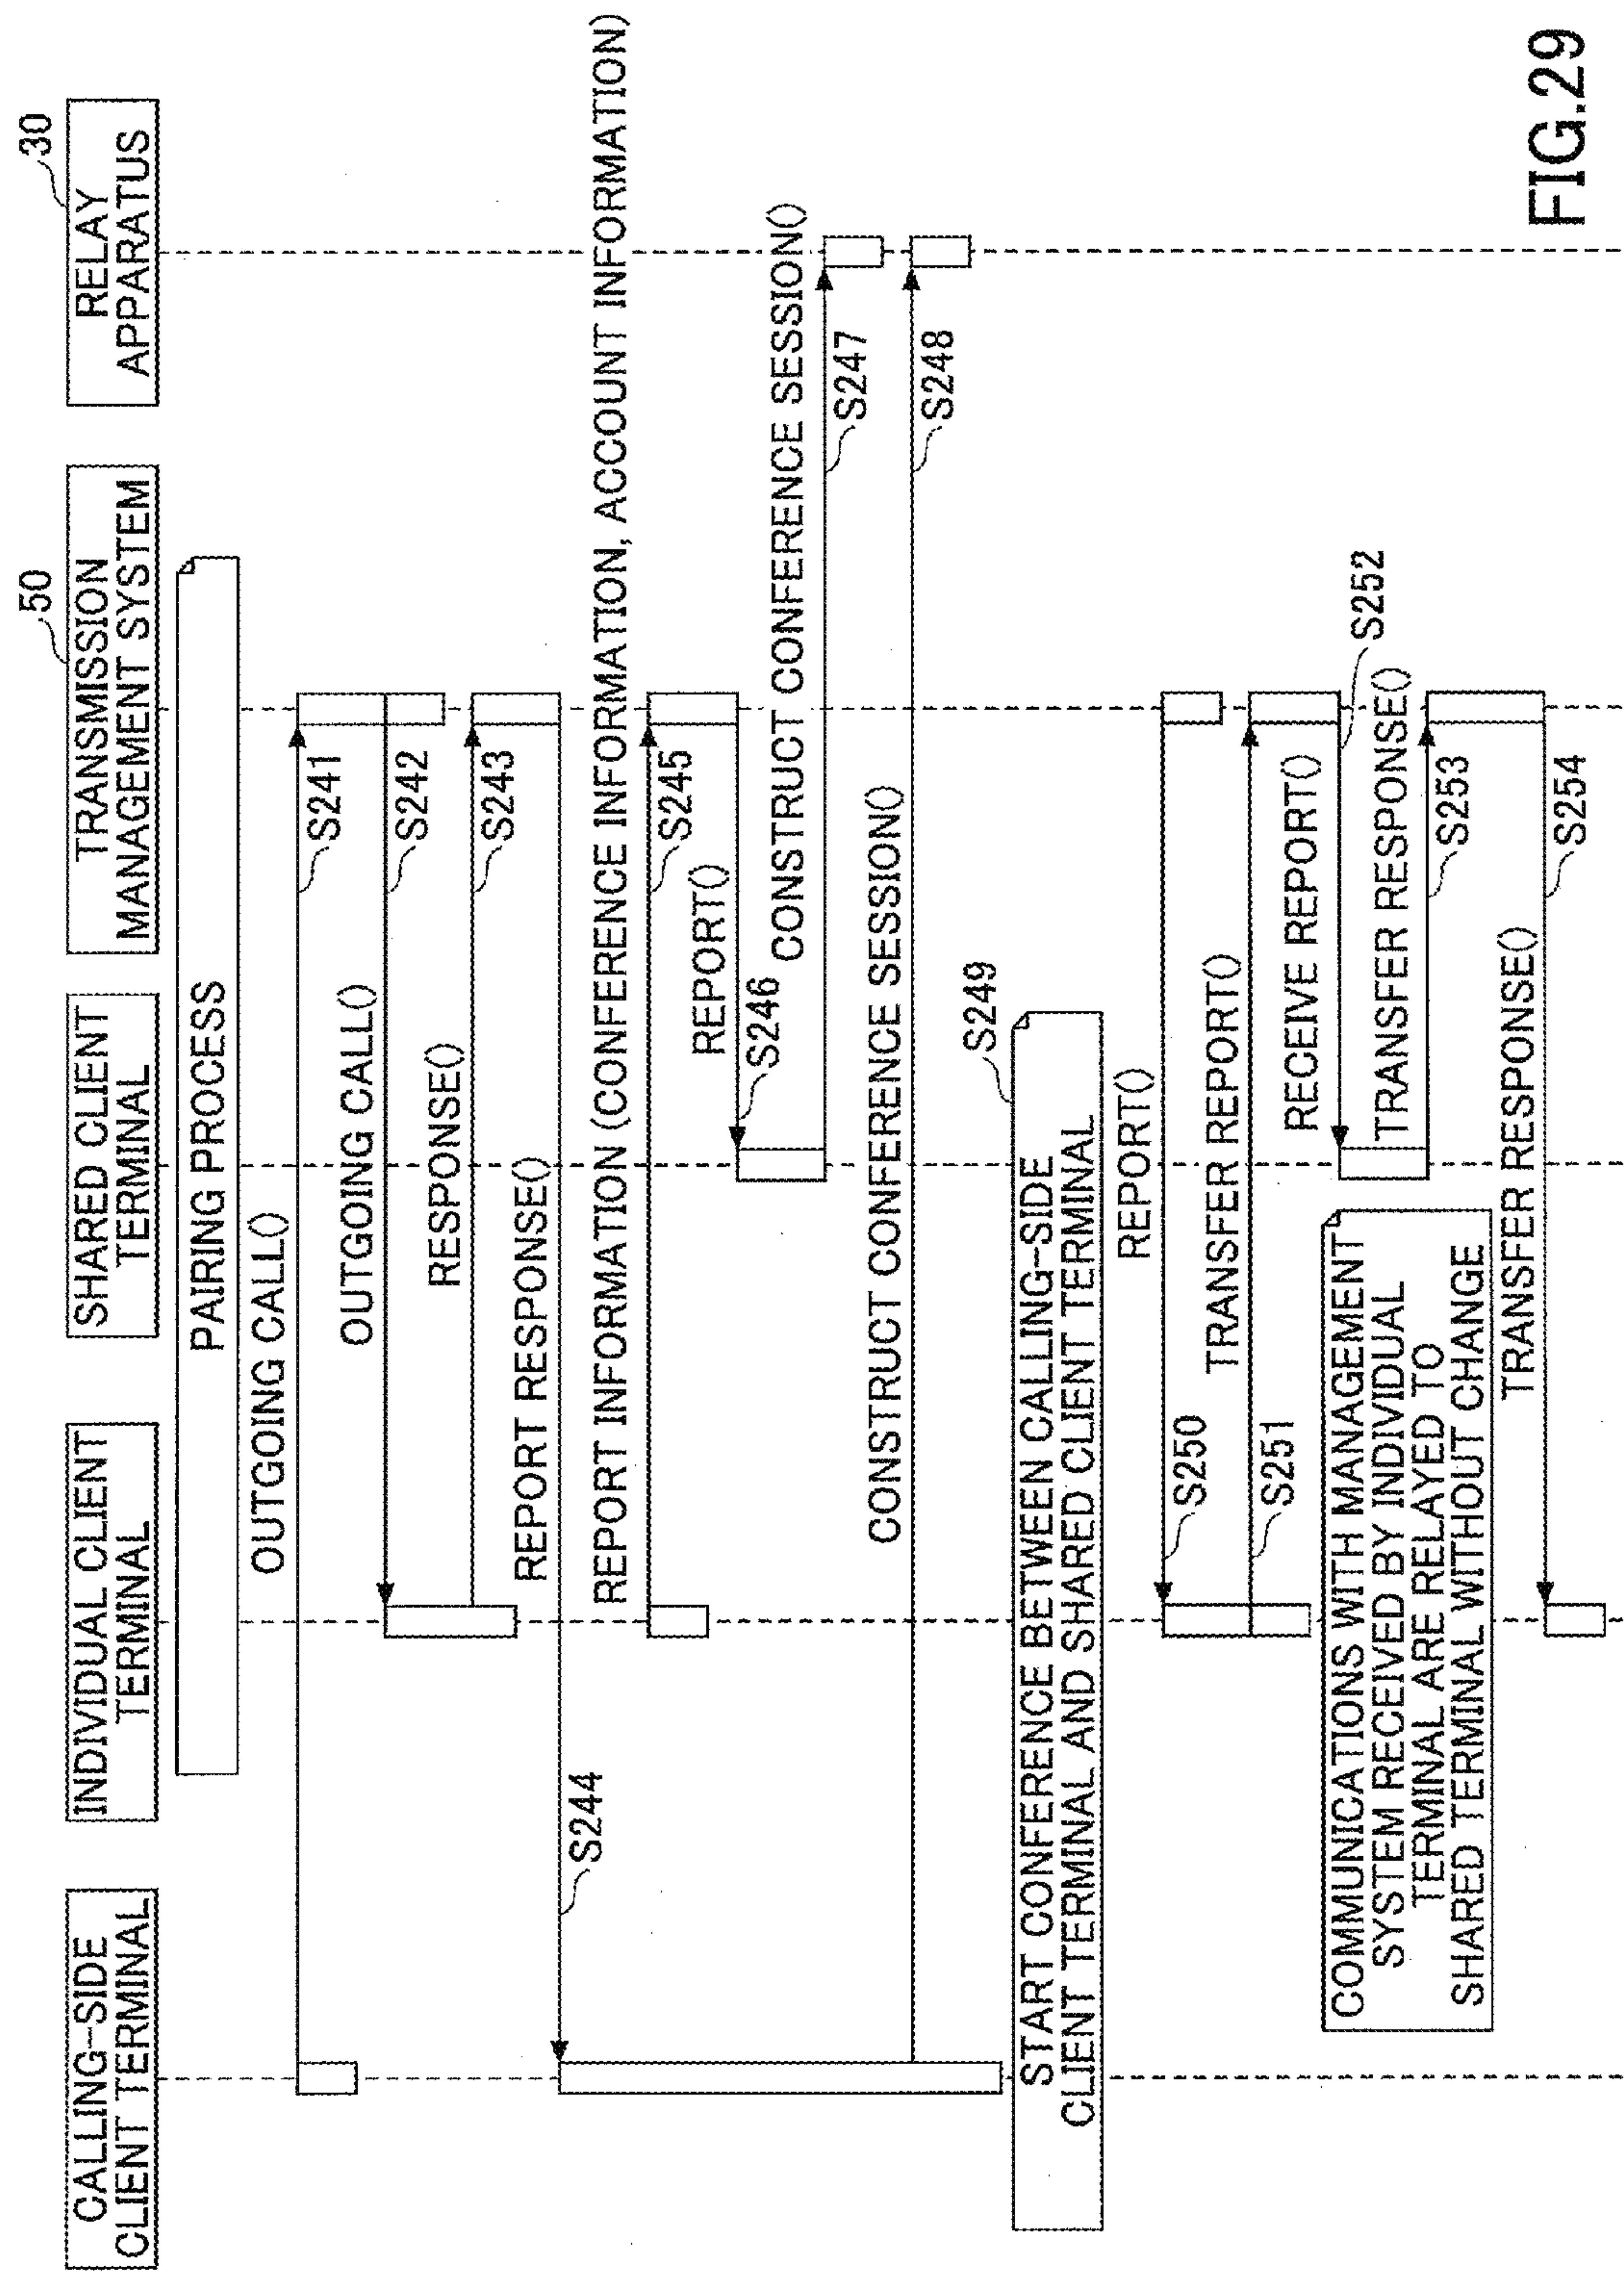 CALLING-SIDE
CLIENT TERMINAL
INDIVIDUAL CLIENT
TERMINAL
SHARED CLIENT
TERMINAL
50
TRANSMISSION
MANAGEMENT SYSTEM
30
RELAY
APPARATUS
PAIRING PROCESS
OUTGOING CALL()
S241
OUTGOING CALL()
S242
RESPONSE()
S243
REPORT RESPONSE()
S244
REPORT INFORMATION (CONFERENCE INFORMATION, ACCOUNT INFORMATION)
S245
REPORT()
S246
CONSTRUCT CONFERENCE SESSION()
S247
CONSTRUCT CONFERENCE SESSION()
S248
S249
START CONFERENCE BETWEEN CALLING-SIDE
CLIENT TERMINAL AND SHARED CLIENT TERMINAL
REPORT()
S250
TRANSFER REPORT()
S251
RECEIVE REPORT()
S252
TRANSFER RESPONSE()
S253
COMMUNICATIONS WITH MANAGEMENT
SYSTEM RECEIVED BY INDIVIDUAL
TERMINAL ARE RELAYED TO
SHARED TERMINAL WITHOUT CHANGE
TRANSFER RESPONSE()
S254
FIG.29